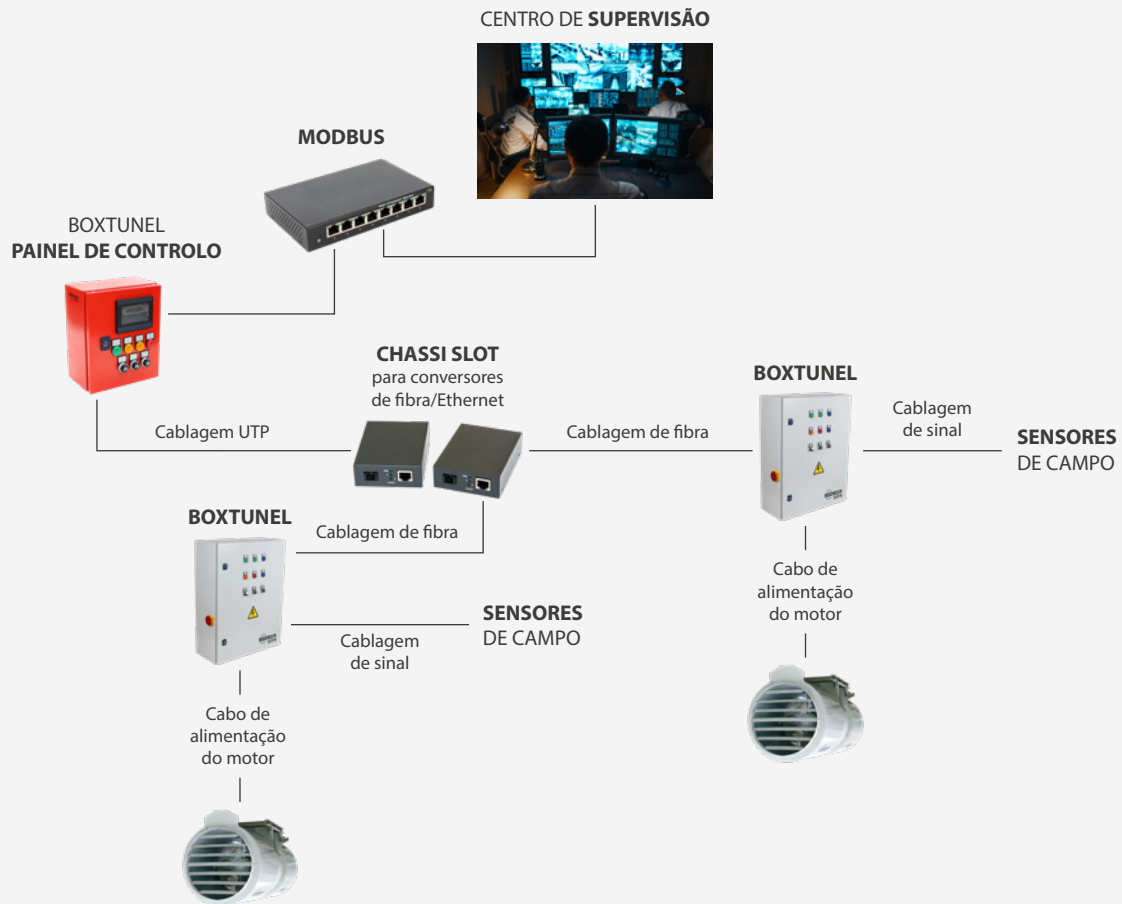 CENTRO DE SUPERVISÃO
MODBUS
BOXTUNEL
PAINEL DE CONTROLO
CHASSI SLOT
para conversores
de fibra/Ethernet
BOXTUNEL
Cablagem
de sinal
SENSORES
DE CAMPO
Cablagem UTP
Cablagem de fibra
BOXTUNEL
Cablagem de fibra
Cabo de
alimentação
do motor
SENSORES
DE CAMPO
Cablagem
de sinal
Cabo de
alimentação
do motor